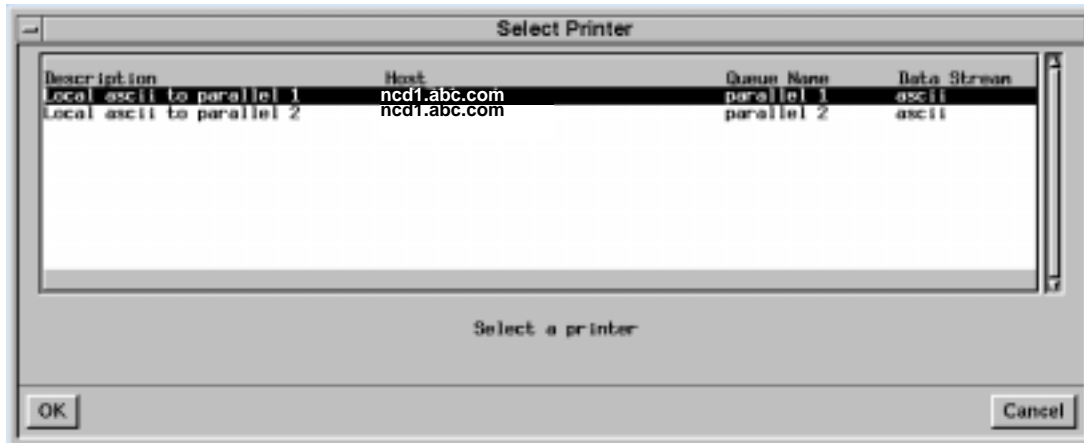 Select Printer
Description Host Queue Name Data Stream
Local ascii to parallel 1 ncd1.abc.com parallel 1 ascii
Local ascii to parallel 2 ncd1.abc.com parallel 2 ascii
Select a printer
OK Cancel